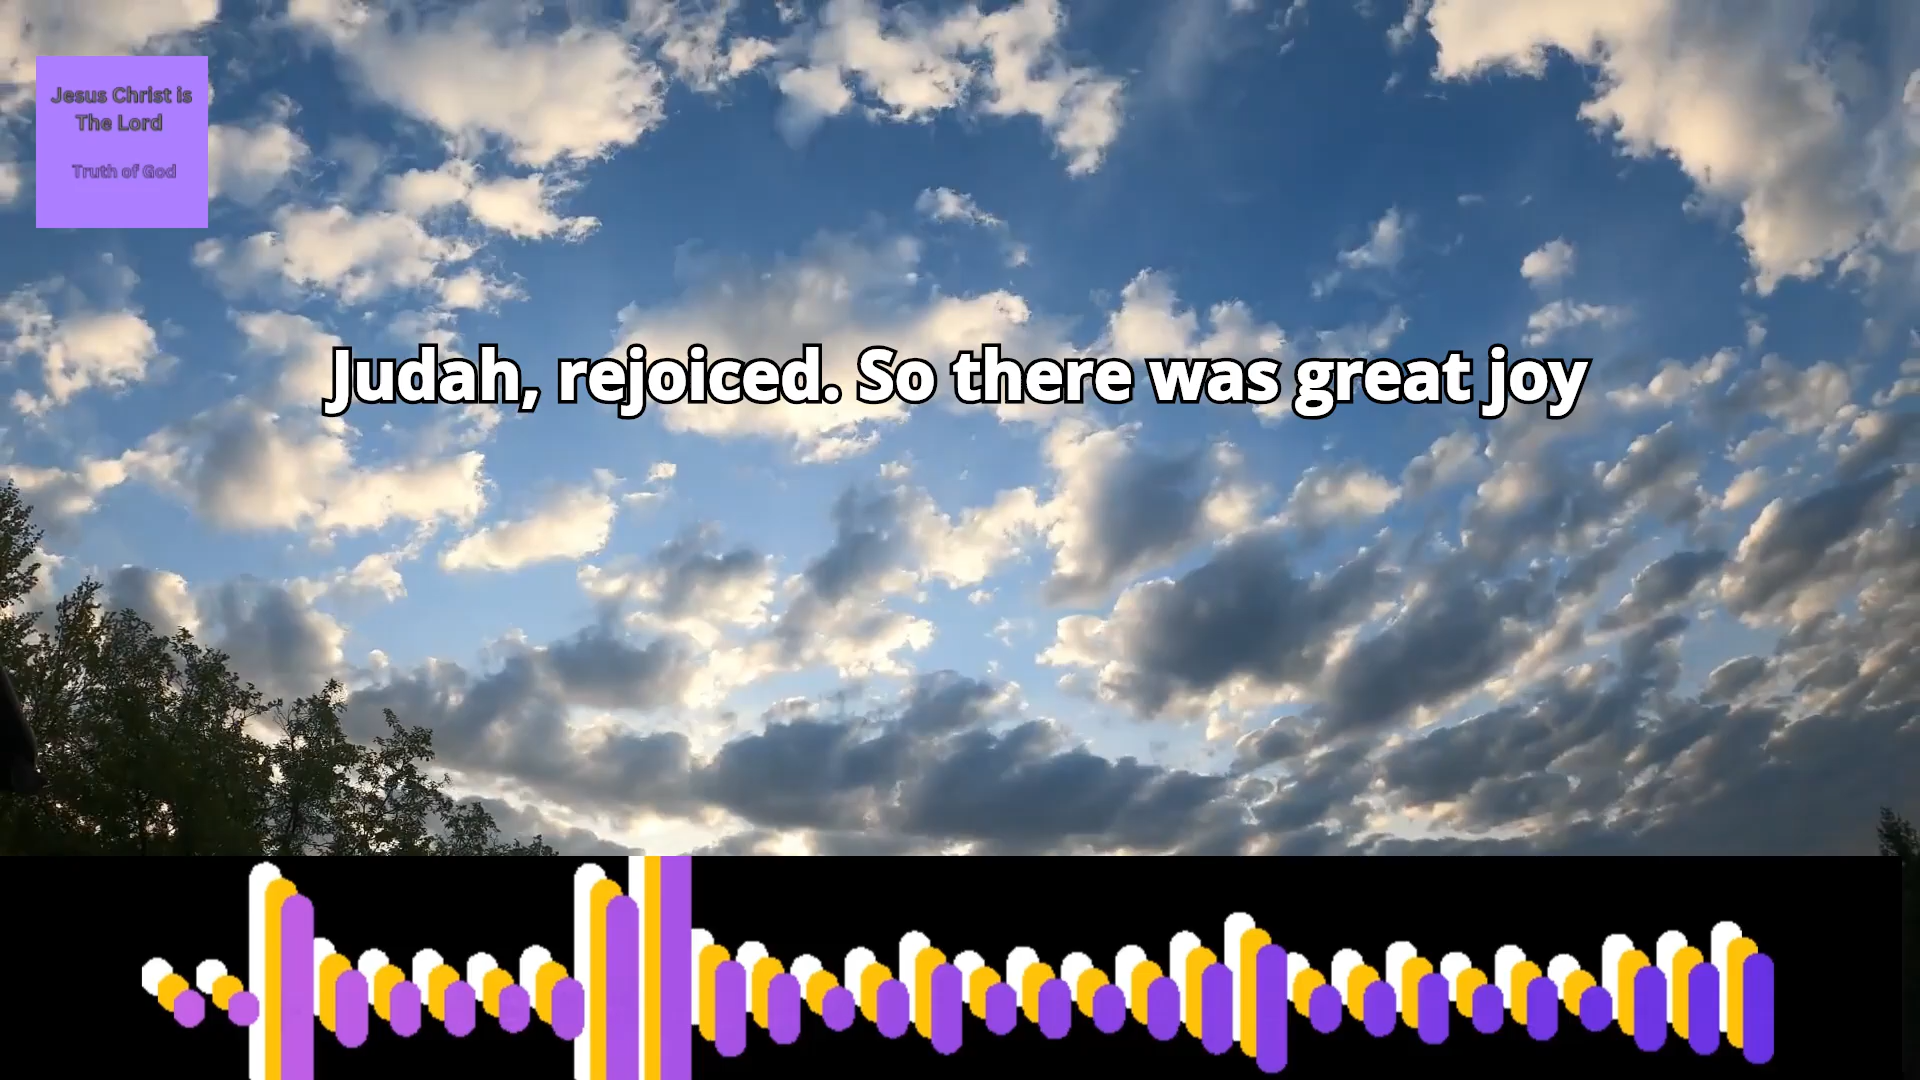 Jesus Christ is
The Lord
Truth of God
Judah, rejoiced. So there was great joy